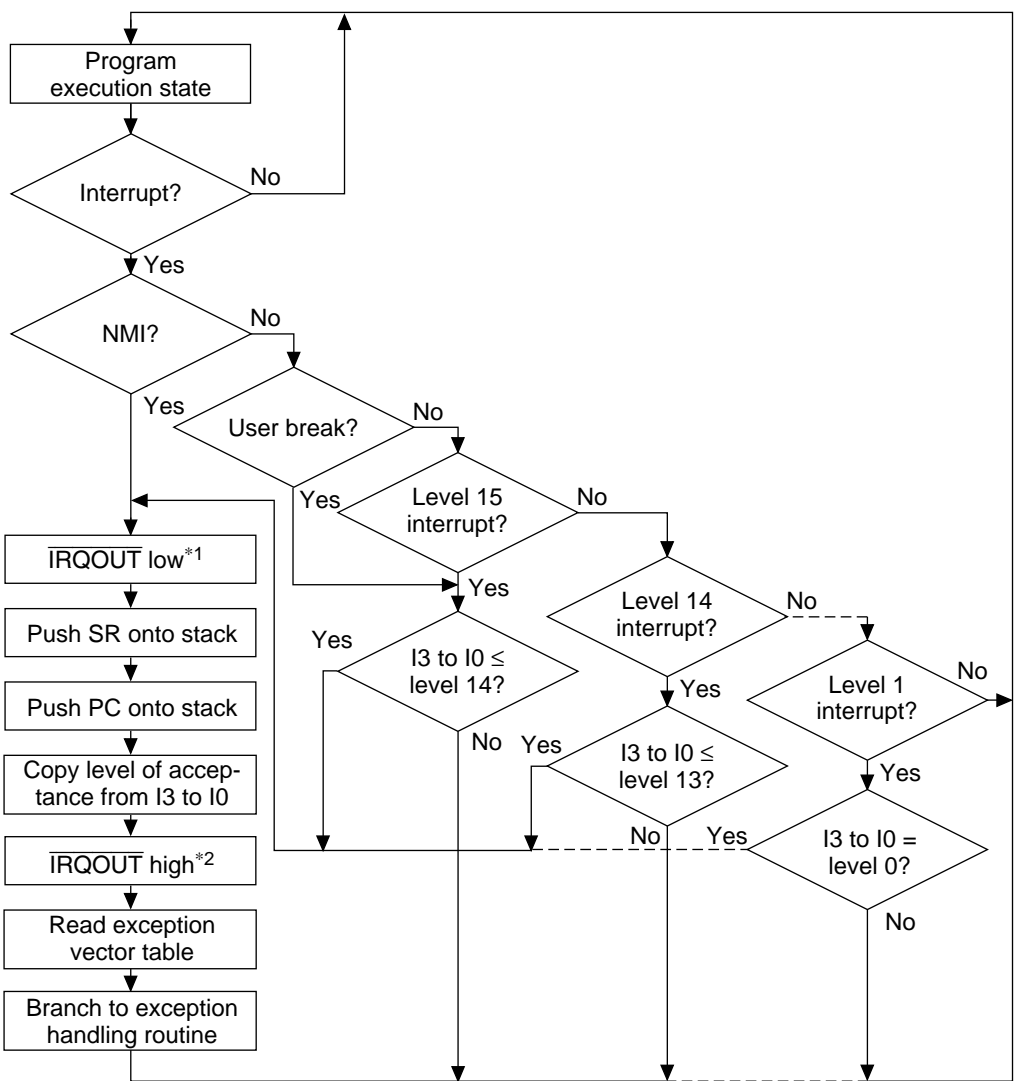 Program
execution state
Interrupt?
No
Yes
NMI?
No
Yes
User break?
No
Yes
Level 15
interrupt?
No
Yes
Level 14
interrupt?
No
Yes
Level 1
interrupt?
No
Yes
IRQOUT low*1
Push SR onto stack
Push PC onto stack
Copy level of accep-
tance from I3 to I0
IRQOUT high*2
Read exception
vector table
Branch to exception
handling routine
Yes
I3 to I0 ≤
level 14?
No
Yes
I3 to I0 ≤
level 13?
No
Yes
I3 to I0 =
level 0?
No